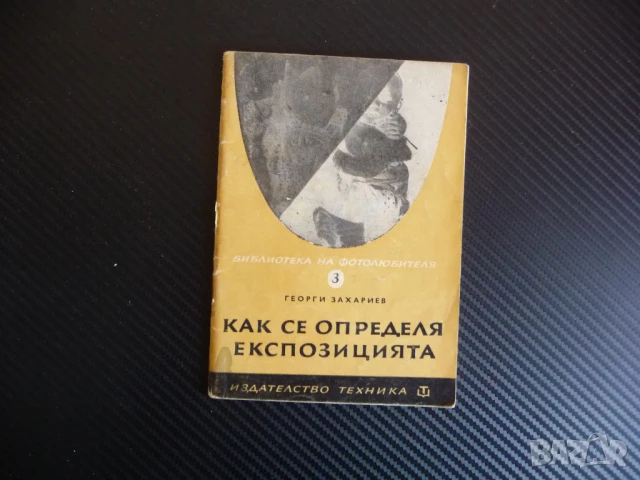 БИБЛИОТЕКА НА ФОТОЛЮБИТЕЛЯ
3
ГЕОРГИ ЗАХАРИЕВ
КАК СЕ ОПРЕДЕЛЯ
ЕКСПОЗИЦИЯТА
ИЗДАТЕЛСТВО ТЕХНИКА
BAZAR